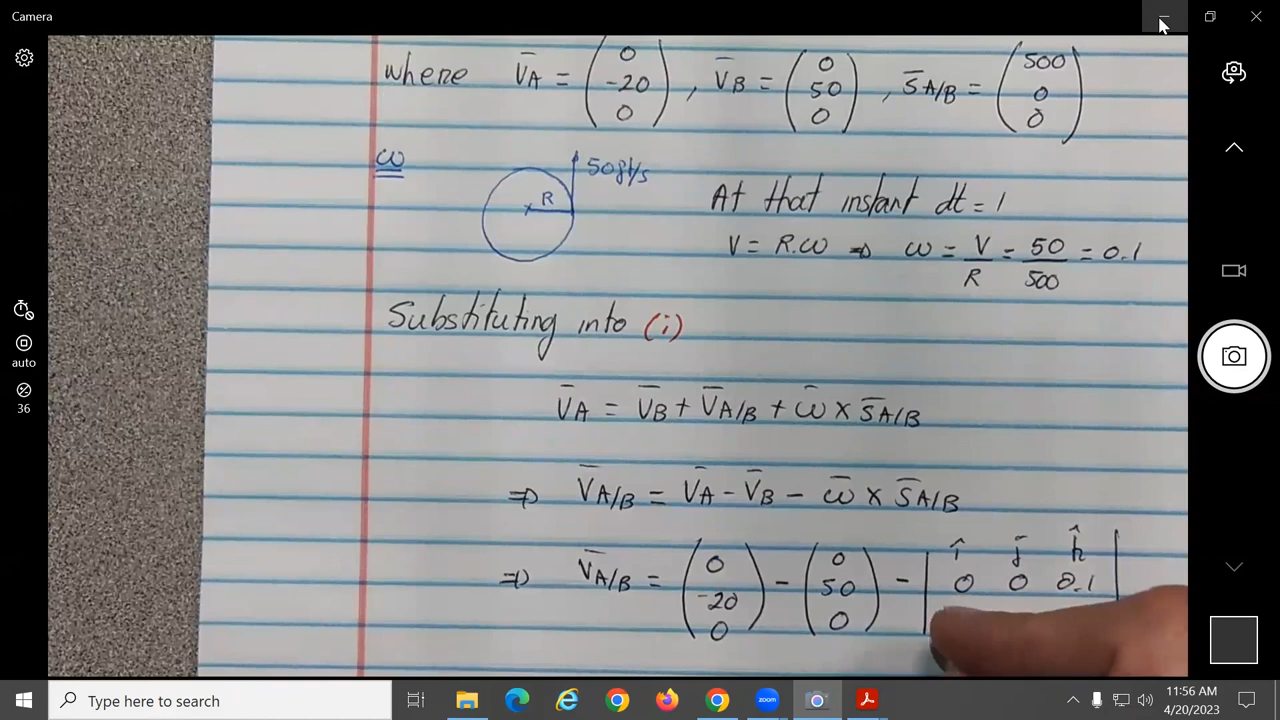 Camera
where V̄A = (0 -20 0), V̄B = (0 50 0), S̄A/B = (500 0 0)
ω
R
50ft/s
At that instant dt = 1
V = R.ω ⇒ ω = V/R = 50/500 = 0.1
Substituting into (i)
V̄A = V̄B + V̄A/B + ω̄ × S̄A/B
⇒ V̄A/B = V̄A - V̄B - ω̄ × S̄A/B
⇒ V̄A/B = (0 -20 0) - (0 50 0) - | î ĵ k̂
0 0 0.1 |
auto
36
Type here to search
zoom
11:56 AM
4/20/2023